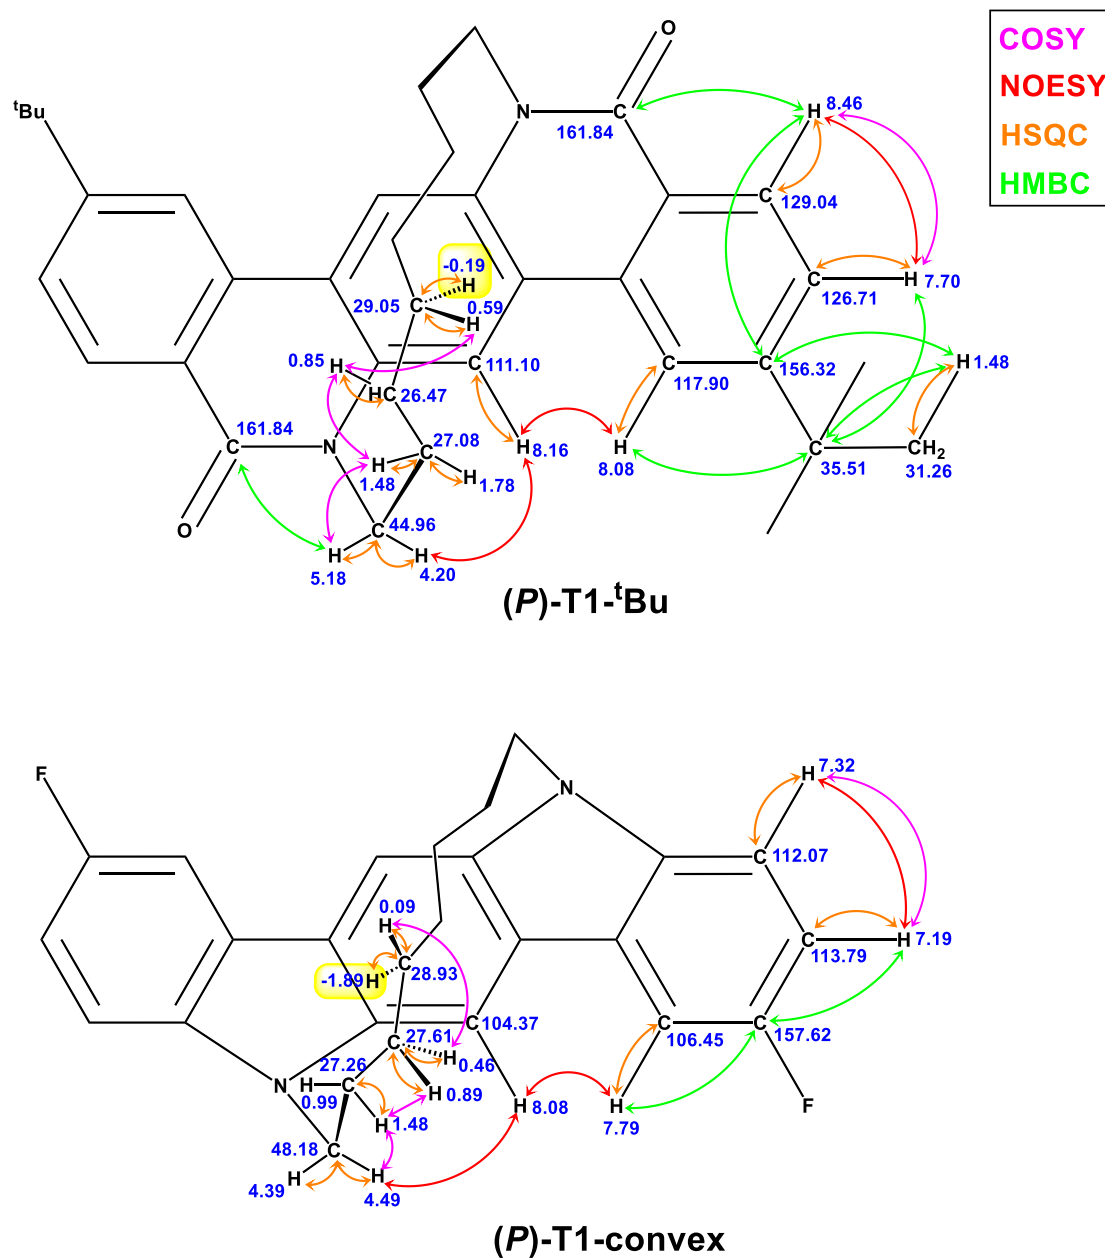 O
COSY
NOESY
HSQC
HMBC
tBu
N C H 8.46
161.84
C 129.04
-0.19
H
29.05 C 0.59
H
C H 7.70
126.71
0.85 H
HC 26.47
C 111.10
C 117.90
C 156.32
H 1.48
161.84
C N
27.08
C
H 1.48
H 1.78
H 8.16
H 8.08
C 35.51
CH2 31.26
O
C 44.96
H 5.18
H 4.20
(P)-T1-tBu
F
N
H 7.32
C 112.07
0.09
H
-1.89 H
C 28.93
C H 7.19
113.79
C 104.37
27.61
C
C 106.45
C 157.62
27.26
N H C
0.99
H 0.46
H 0.89
H 1.48
H 8.08
H 7.79
F
48.18 C
H 4.39
H 4.49
(P)-T1-convex